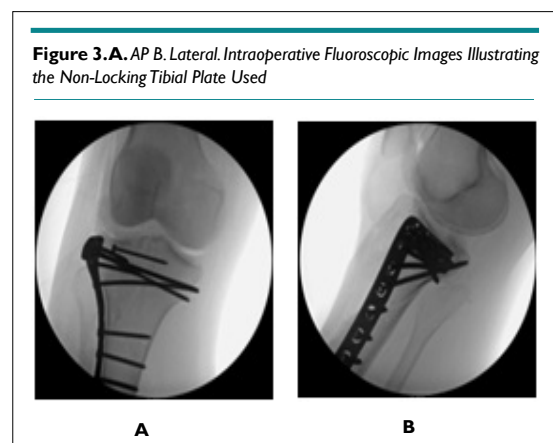 Figure 3.A. AP B. Lateral. Intraoperative Fluoroscopic Images Illustrating
the Non-Locking Tibial Plate Used
A
B